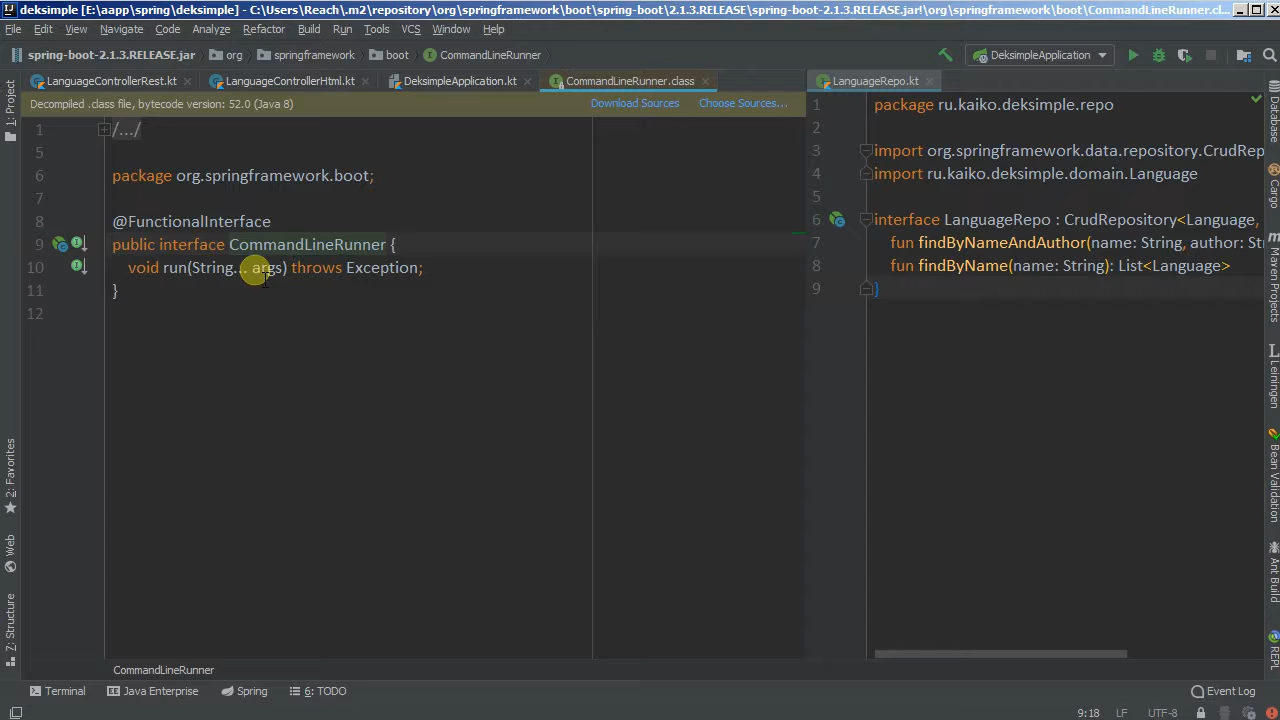 deksimple [E:\aapp\spring\deksimple] - C:\Users\Reach\.m2\repository\org\springframework\boot\spring-boot\2.1.3.RELEASE\spring-boot-2.1.3.RELEASE.jar!\org\springframework\boot\CommandLineRunner.cl...
File Edit View Navigate Code Analyze Refactor Build Run Tools VCS Window Help
spring-boot-2.1.3.RELEASE.jar org springframework boot CommandLineRunner DeksimpleApplication
LanguageControllerRest.kt LanguageControllerHtml.kt DeksimpleApplication.kt CommandLineRunner.class LanguageRepo.kt
Decompiled .class file, bytecode version: 52.0 (Java 8) Download Sources Choose Sources...
1 /.../
5
6 package org.springframework.boot;
7
8 @FunctionalInterface
9 public interface CommandLineRunner {
10 void run(String... args) throws Exception;
11 }
12
1 package ru.kaiko.deksimple.repo
2
3 import org.springframework.data.repository.CrudRepo
4 import ru.kaiko.deksimple.domain.Language
5
6 interface LanguageRepo : CrudRepository<Language,
7 fun findByNameAndAuthor(name: String, author: St
8 fun findByName(name: String): List<Language>
9 }
1: Project
2: Favorites
Web
Z: Structure
Database
Cargo
Maven Projects
Leiningen
Bean Validation
Ant Build
REPL
CommandLineRunner
Terminal Java Enterprise Spring 6: TODO Event Log
9:18 LF UTF-8